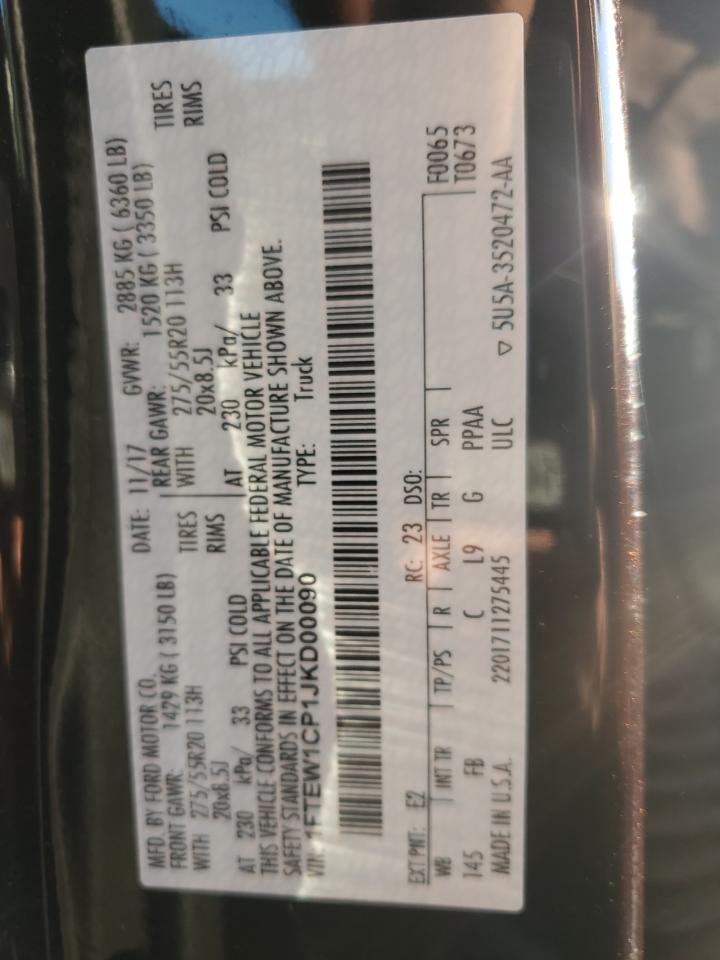 MFD. BY FORD MOTOR CO. DATE: 11/17 GVWR: 2885 KG ( 6360 LB)
FRONT GAWR: 1429 KG ( 3150 LB) REAR GAWR: 1520 KG ( 3350 LB)
WITH 275/55R20 113H TIRES WITH 275/55R20 113H TIRES
20x8.5J RIMS 20x8.5J RIMS
AT 230 kPa/ 33 PSI COLD AT 230 kPa/ 33 PSI COLD
THIS VEHICLE CONFORMS TO ALL APPLICABLE FEDERAL MOTOR VEHICLE
SAFETY STANDARDS IN EFFECT ON THE DATE OF MANUFACTURE SHOWN ABOVE.
VIN: 1FTEW1CP1JKD00090 TYPE: Truck
EXT PNT: E2 RC: 23 DSO:
WB INT TR TP/PS R AXLE TR SPR F0065
145 FB C L9 G PPAA T0673
MADE IN U.S.A. 2201711275445 ULC
▽ 5U5A-3520472-AA